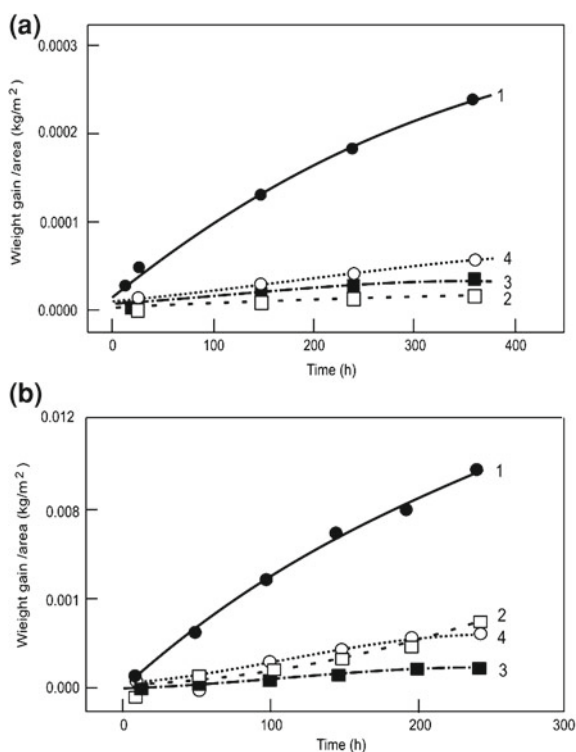 (a)
0.0003
0.0002
0.0001
0.0000
Wieight gain /area (kg/m²)
1
4
3
2
0 100 200 300 400
Time (h)
(b)
0.012
0.008
0.001
0.000
Wieight gain /area (kg/m²)
1
2
4
3
0 100 200 300
Time (h)